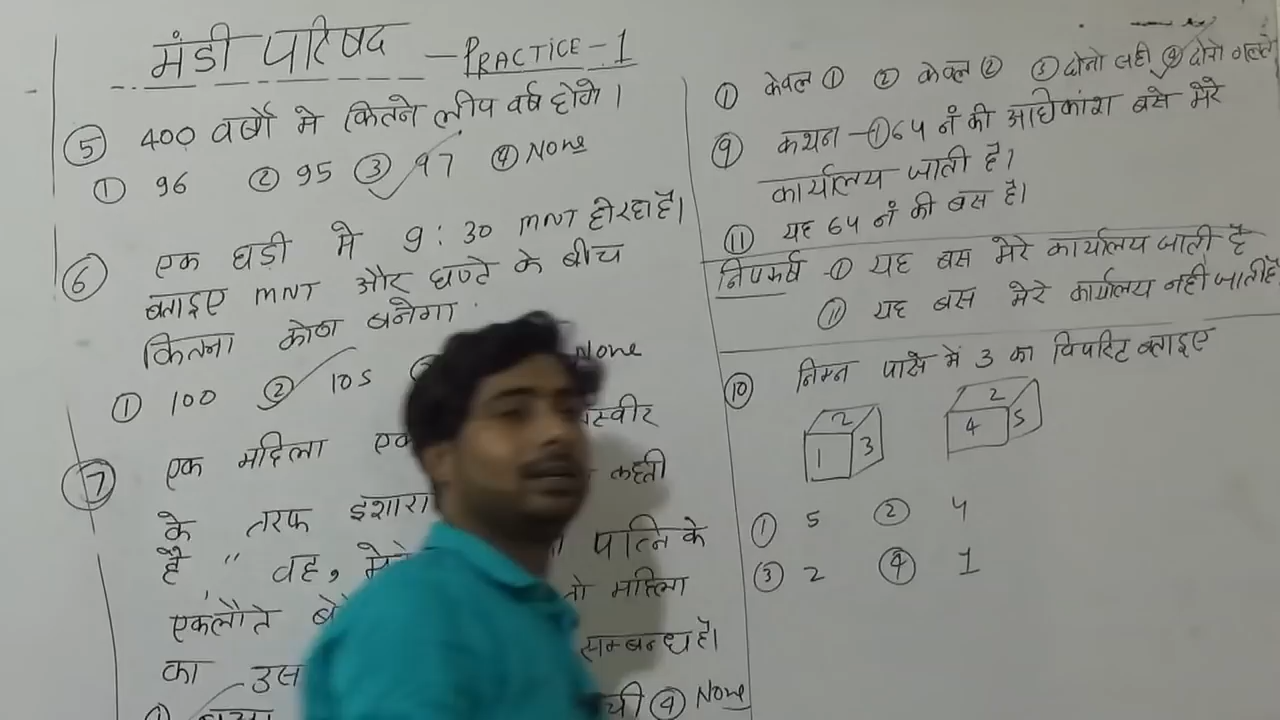 मंडी परिषद - PRACTICE-1
⑤ 400 वर्षो मे कितने लीप वर्ष होगे।
① 96 ② 95 ③ 97 ④ None
⑥ एक घड़ी मे 9:30 MNT हो रहा है।
बताइए MNT और घण्टे के बीच
कितना कोण बनेगा
① 100 ② 105 None
⑦ एक महिला एक
के तरफ इशारा कहती
है " वह, पत्नि के
एकलौते महिला
का उस सम्बन्ध है।
④ None
① केवल ① ② केवल ② ③ दोनो सही ④ दोनो गलत
⑨ कथन - ① 64 नं की अधिकांश बसे मेरे
कार्यालय जाती है।
⑪ यह 64 नं की बस है।
निष्कर्ष - ① यह बस मेरे कार्यालय जाती है
⑪ यह बस मेरे कार्यालय नही जाती है
⑩ निम्न पासे में 3 का विपरित बताइए
2 1 3
2 4 5
① 5 ② 4
③ 2 ④ 1